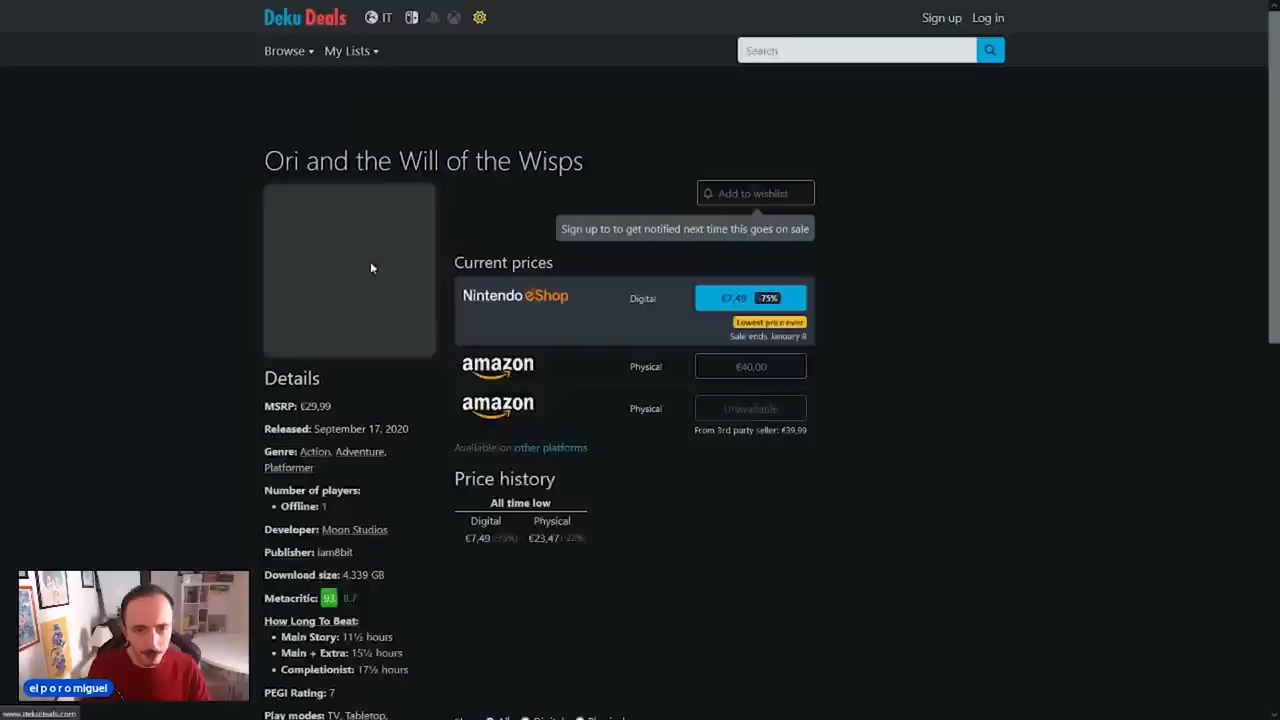 Deku Deals IT Sign up Log in
Browse My Lists Search
Ori and the Will of the Wisps
Add to wishlist
Sign up to to get notified next time this goes on sale
Current prices
Nintendo eShop Digital €7,49 -75%
Lowest price ever
Sale ends January 8
amazon Physical €40,00
amazon Physical Unavailable
From 3rd party seller: €39,99
Available on other platforms
Price history
All time low
Digital Physical
€7,49 (-75%) €23,47 (-22%)
Details
MSRP: €29,99
Released: September 17, 2020
Genre: Action, Adventure,
Platformer
Number of players:
• Offline: 1
Developer: Moon Studios
Publisher: iam8bit
Download size: 4.339 GB
Metacritic: 93 8.7
How Long To Beat:
• Main Story: 11½ hours
• Main + Extra: 15½ hours
• Completionist: 17½ hours
PEGI Rating: 7
Play modes: TV, Tabletop,
el p o r o miguel
www.dekudeals.com